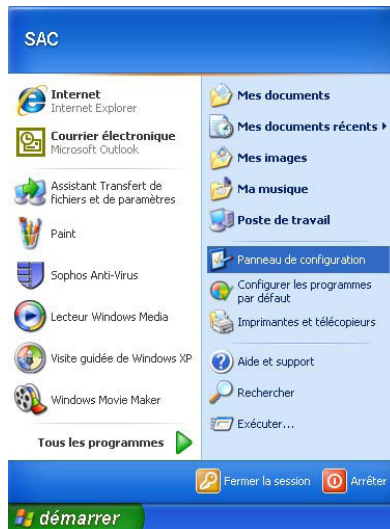 SAC
Internet
Internet Explorer
Courrier électronique
Microsoft Outlook
Assistant Transfert de
fichiers et de paramètres
Paint
Sophos Anti-Virus
Lecteur Windows Media
Visite guidée de Windows XP
Windows Movie Maker
Tous les programmes
Mes documents
Mes documents récents
Mes images
Ma musique
Poste de travail
Panneau de configuration
Configurer les programmes
par défaut
Imprimantes et télécopieurs
Aide et support
Rechercher
Exécuter...
Fermer la session
Arrêter
démarrer